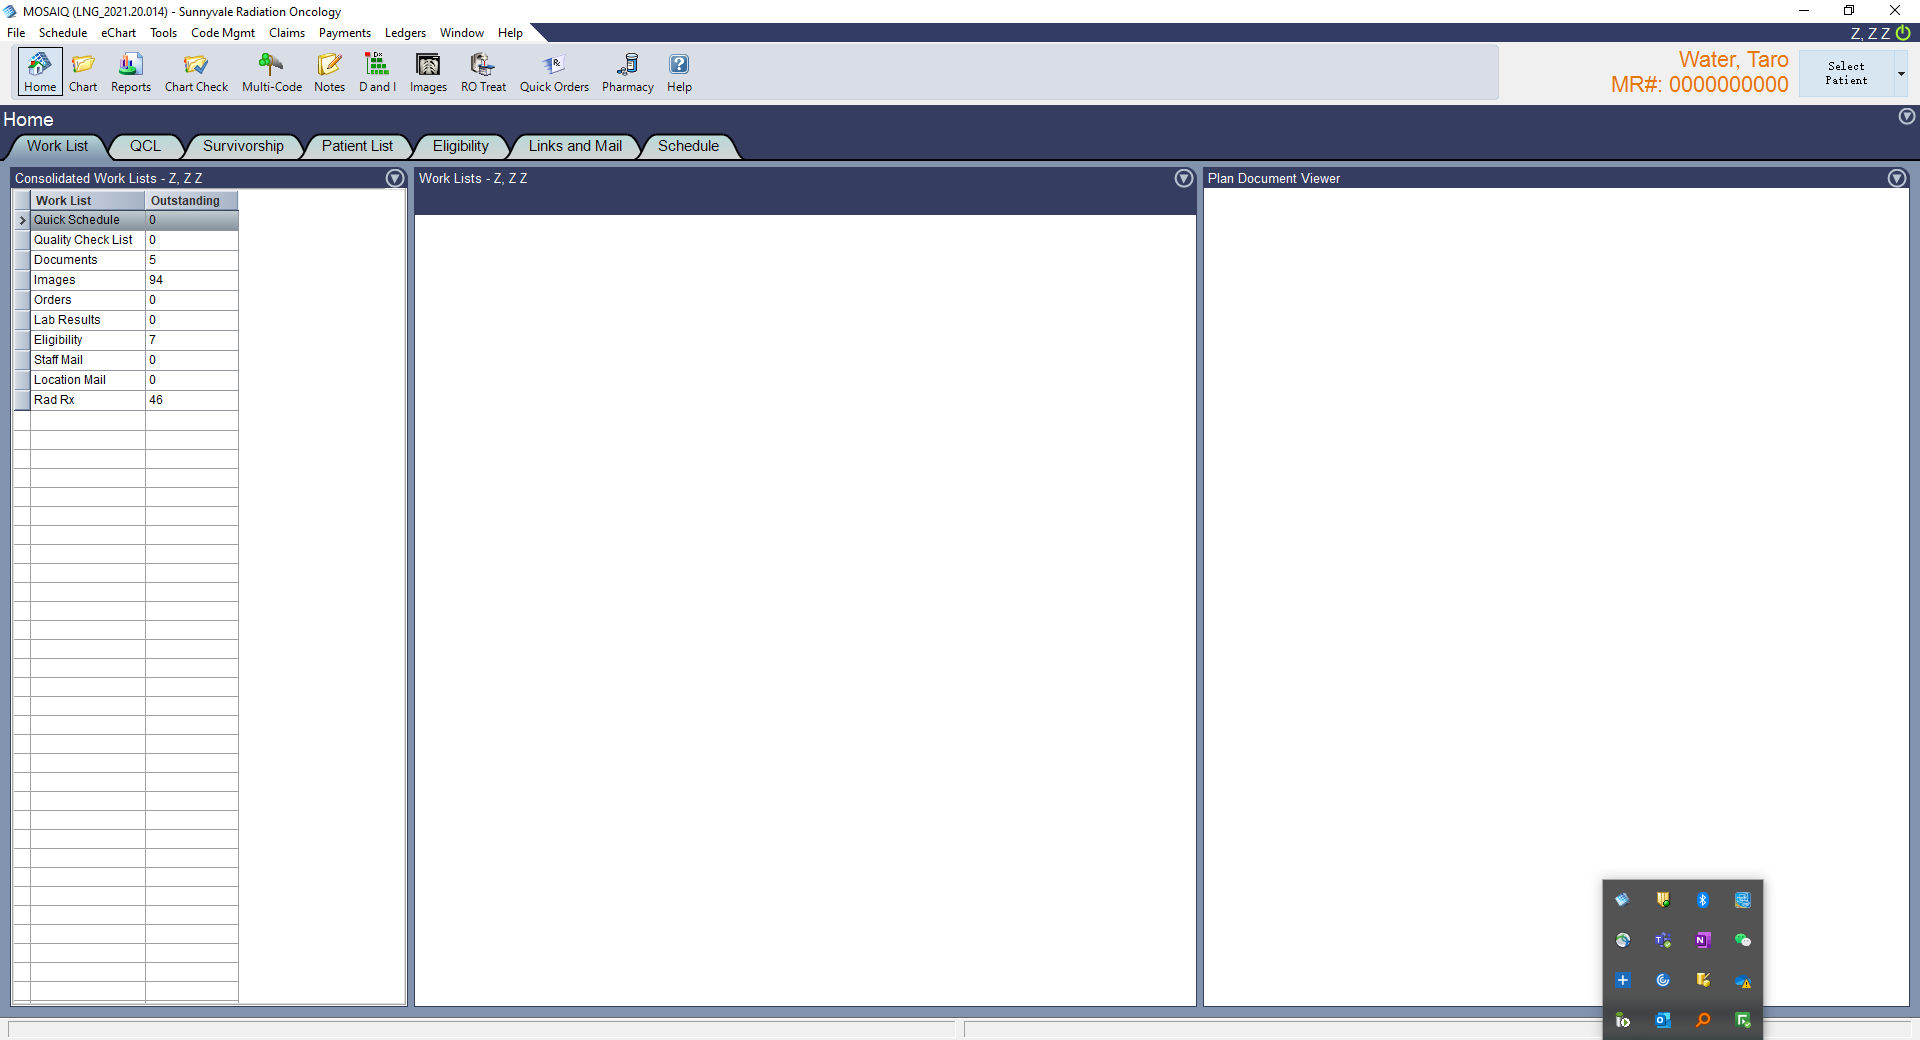 MOSAIQ (LNG_2021.20.014) - Sunnyvale Radiation Oncology
File Schedule eChart Tools Code Mgmt Claims Payments Ledgers Window Help
Z, Z Z
Home Chart Reports Chart Check Multi-Code Notes D and I Images RO Treat Quick Orders Pharmacy Help
Water, Taro
MR#: 0000000000
Select
Patient
Home
Work List QCL Survivorship Patient List Eligibility Links and Mail Schedule
Consolidated Work Lists - Z, Z Z
Work List Outstanding
Quick Schedule 0
Quality Check List 0
Documents 5
Images 94
Orders 0
Lab Results 0
Eligibility 7
Staff Mail 0
Location Mail 0
Rad Rx 46
Work Lists - Z, Z Z
Plan Document Viewer